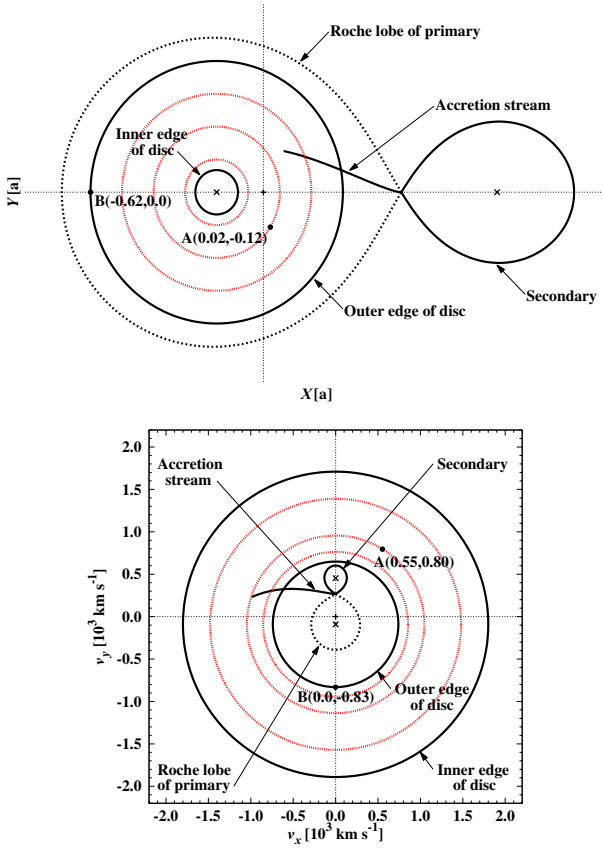 Roche lobe of primary
Accretion stream
Inner edge
of disc
B(-0.62,0.0)
A(0.02,-0.12)
Y[a]
Secondary
Outer edge of disc
X[a]
2.0
1.5
1.0
0.5
0.0
-0.5
-1.0
-1.5
-2.0
Accretion
stream
Secondary
A(0.55,0.80)
v_y [10³ km s⁻¹]
B(0.0,-0.83)
Outer edge
of disc
Roche lobe
of primary
Inner edge of
disc
-2.0 -1.5 -1.0 -0.5 0.0 0.5 1.0 1.5 2.0
v_x [10³ km s⁻¹]